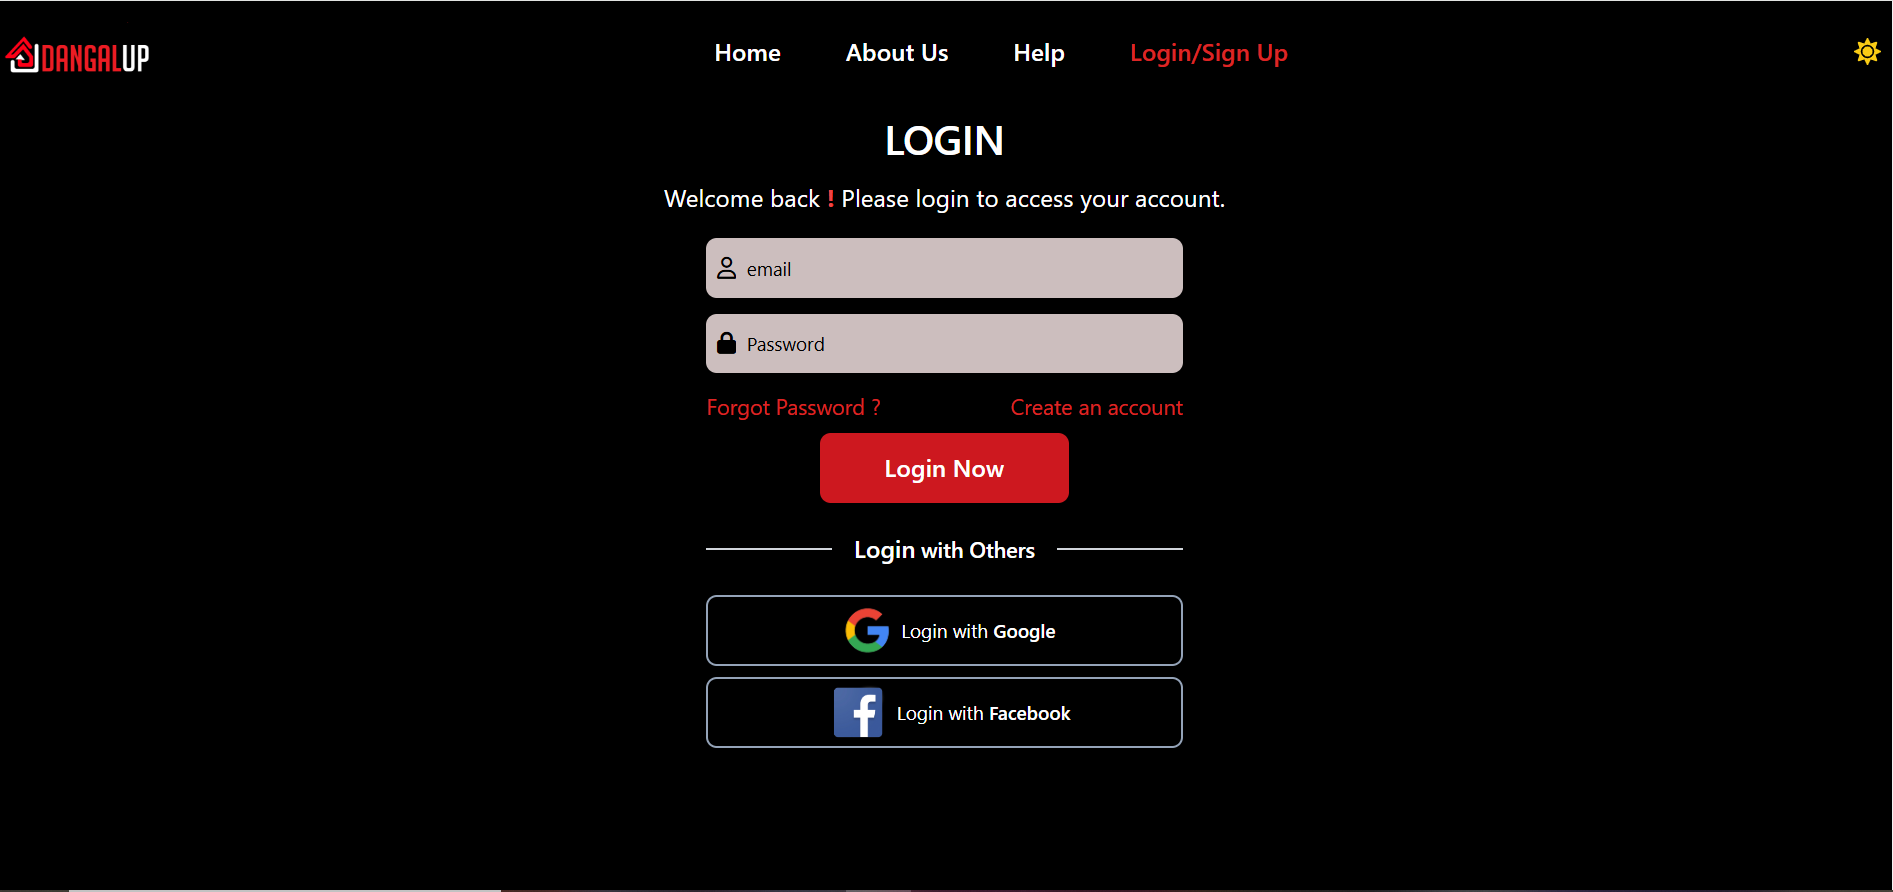 DANGALUP
Home About Us Help Login/Sign Up
LOGIN
Welcome back ! Please login to access your account.
email
Password
Forgot Password ? Create an account
Login Now
Login with Others
Login with Google
Login with Facebook